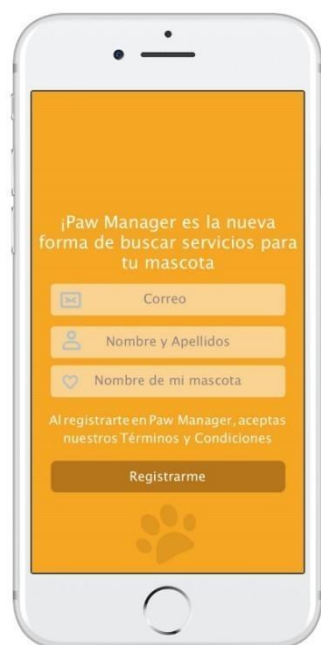 ¡Paw Manager es la nueva
forma de buscar servicios para
tu mascota
Correo
Nombre y Apellidos
Nombre de mi mascota
Al registrarte en Paw Manager, aceptas
nuestros Términos y Condiciones
Registrarme